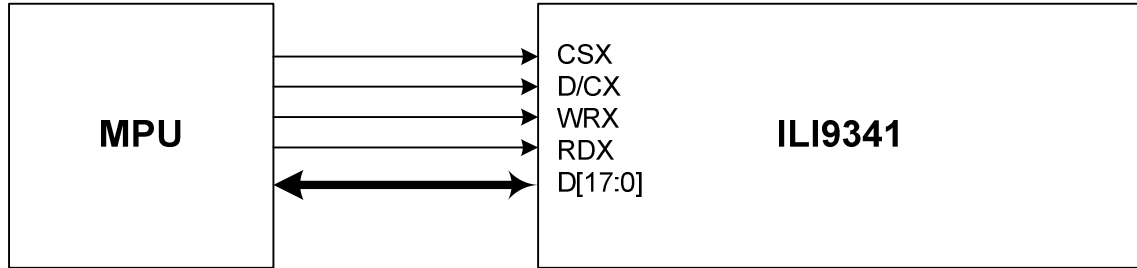 MPU
CSX
D/CX
WRX
RDX
D[17:0]
ILI9341